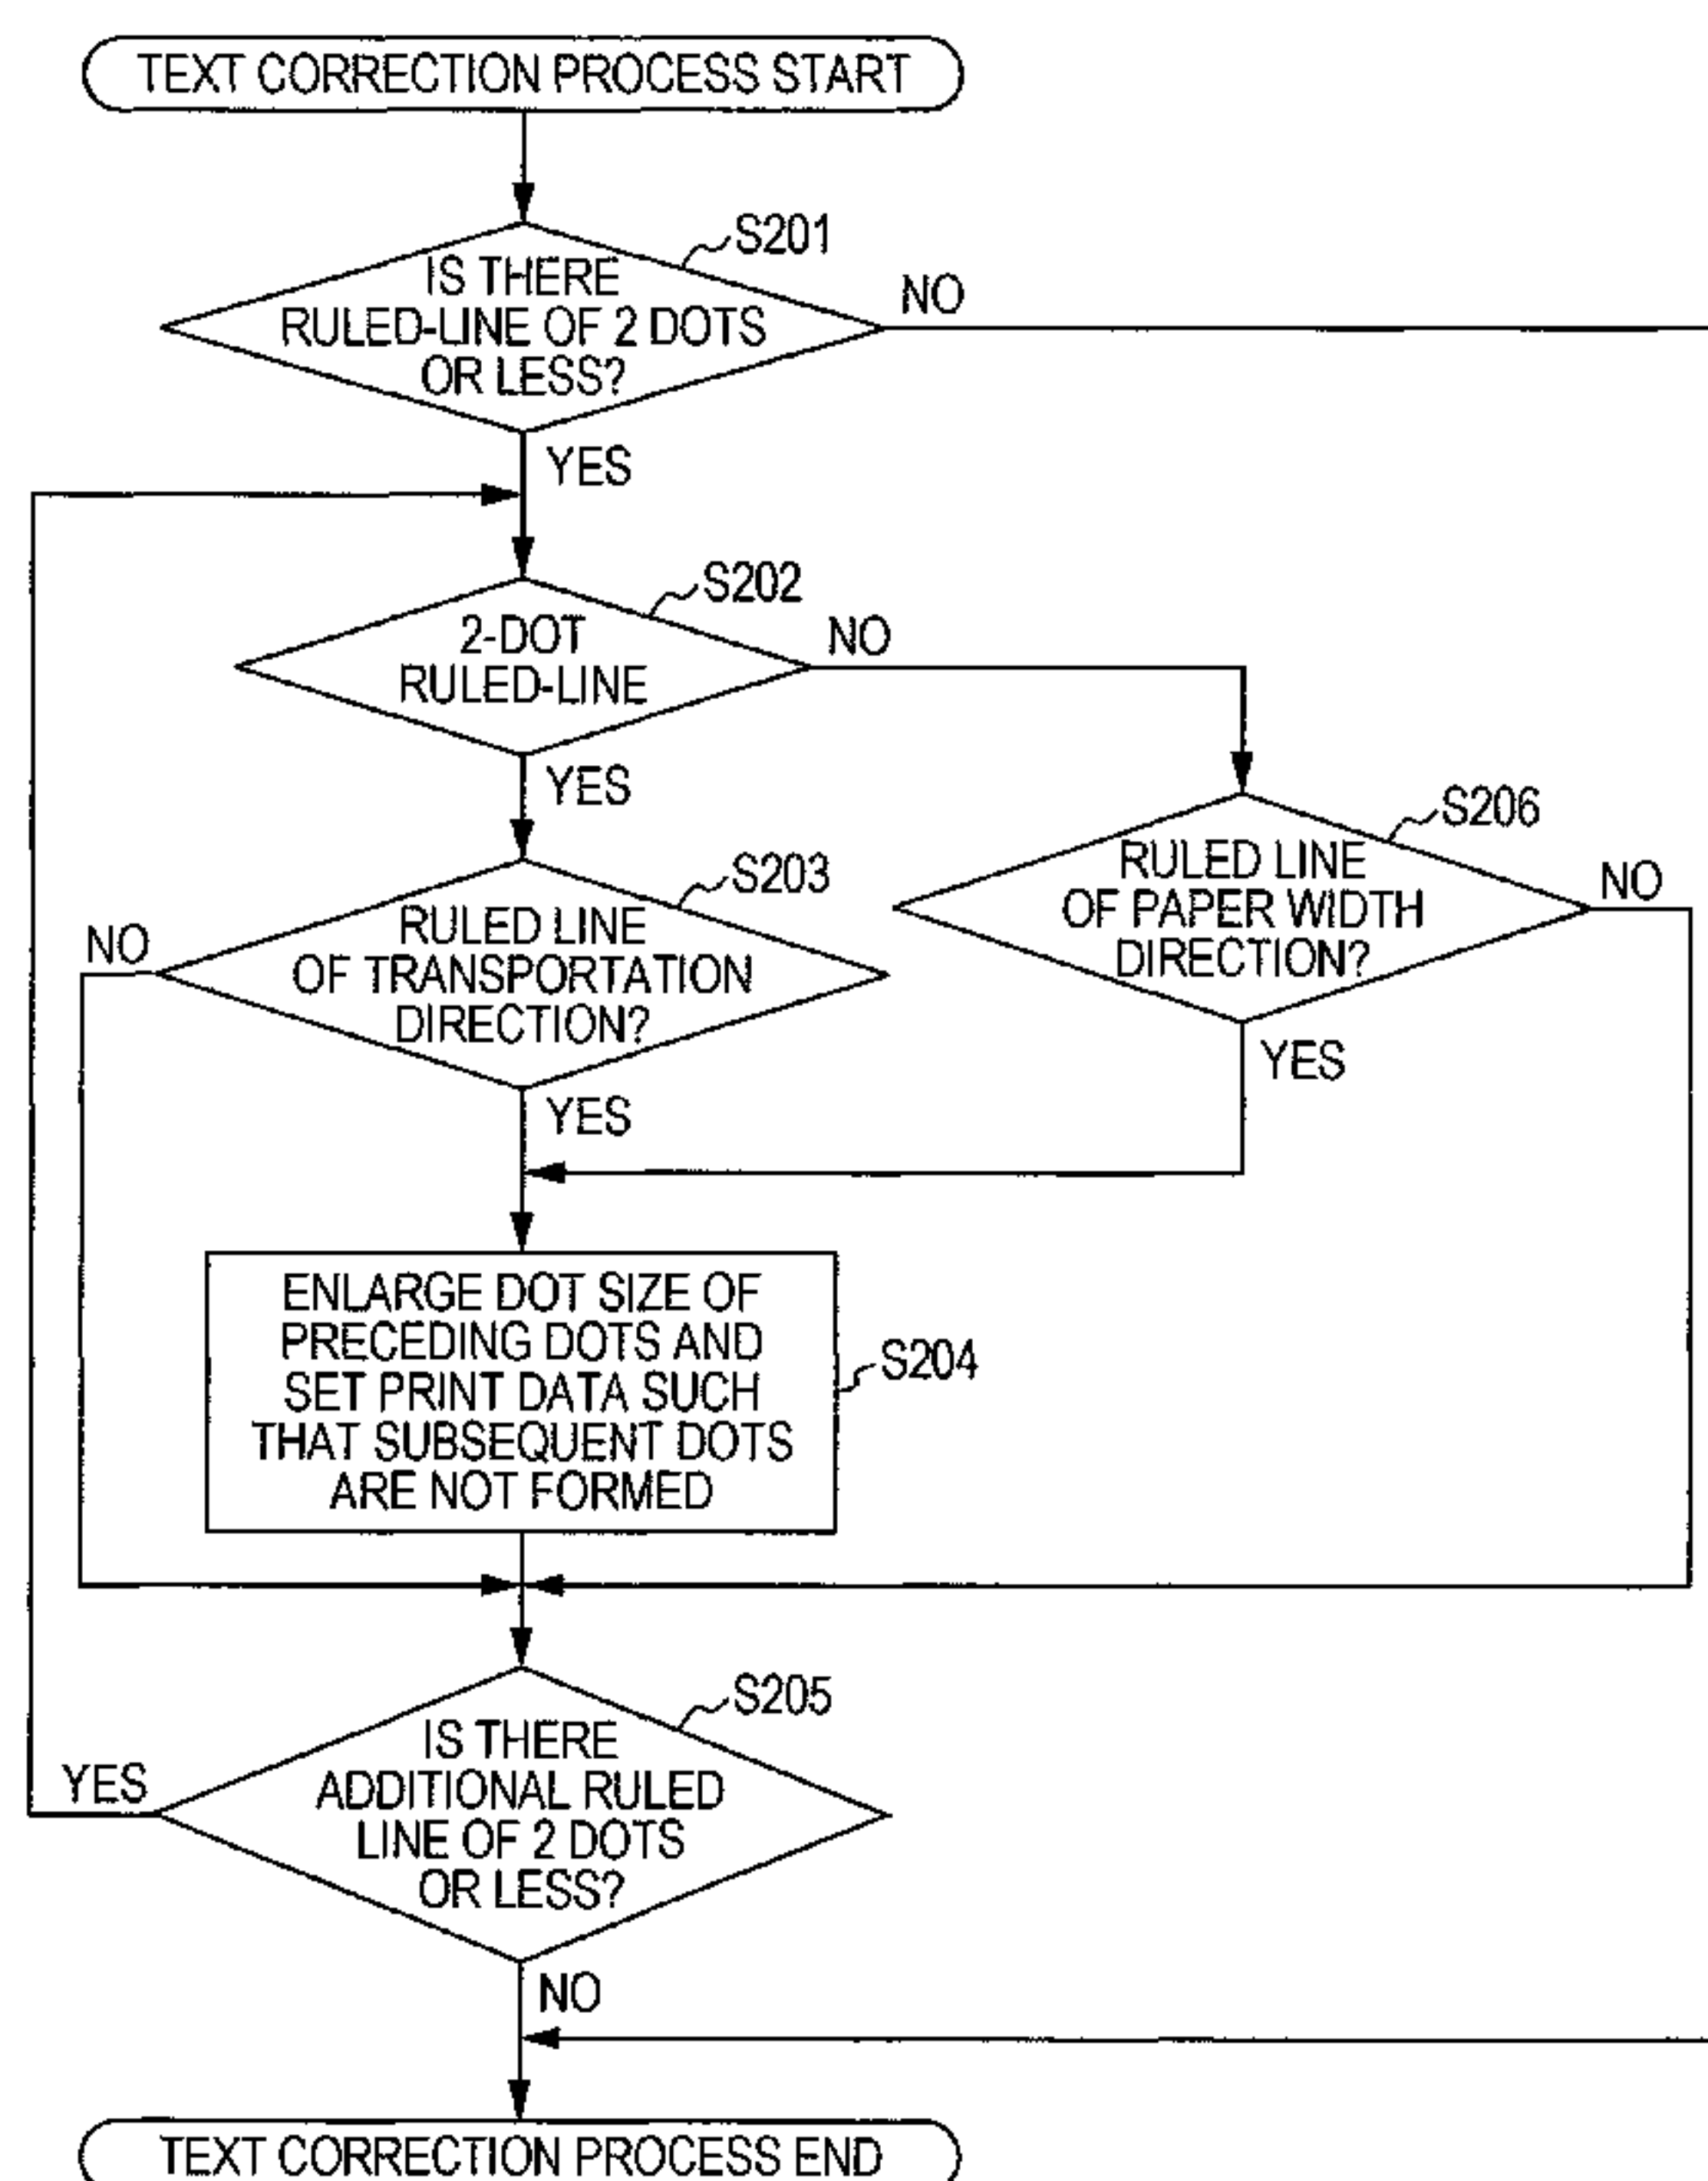 TEXT CORRECTION PROCESS START
S201
IS THERE
RULED-LINE OF 2 DOTS
OR LESS?
NO
YES
S202
2-DOT
RULED-LINE
NO
YES
S206
RULED LINE
OF PAPER WIDTH
DIRECTION?
NO
YES
S203
RULED LINE
OF TRANSPORTATION
DIRECTION?
NO
YES
ENLARGE DOT SIZE OF
PRECEDING DOTS AND
SET PRINT DATA SUCH
THAT SUBSEQUENT DOTS
ARE NOT FORMED
S204
S205
IS THERE
ADDITIONAL RULED
LINE OF 2 DOTS
OR LESS?
YES
NO
TEXT CORRECTION PROCESS END